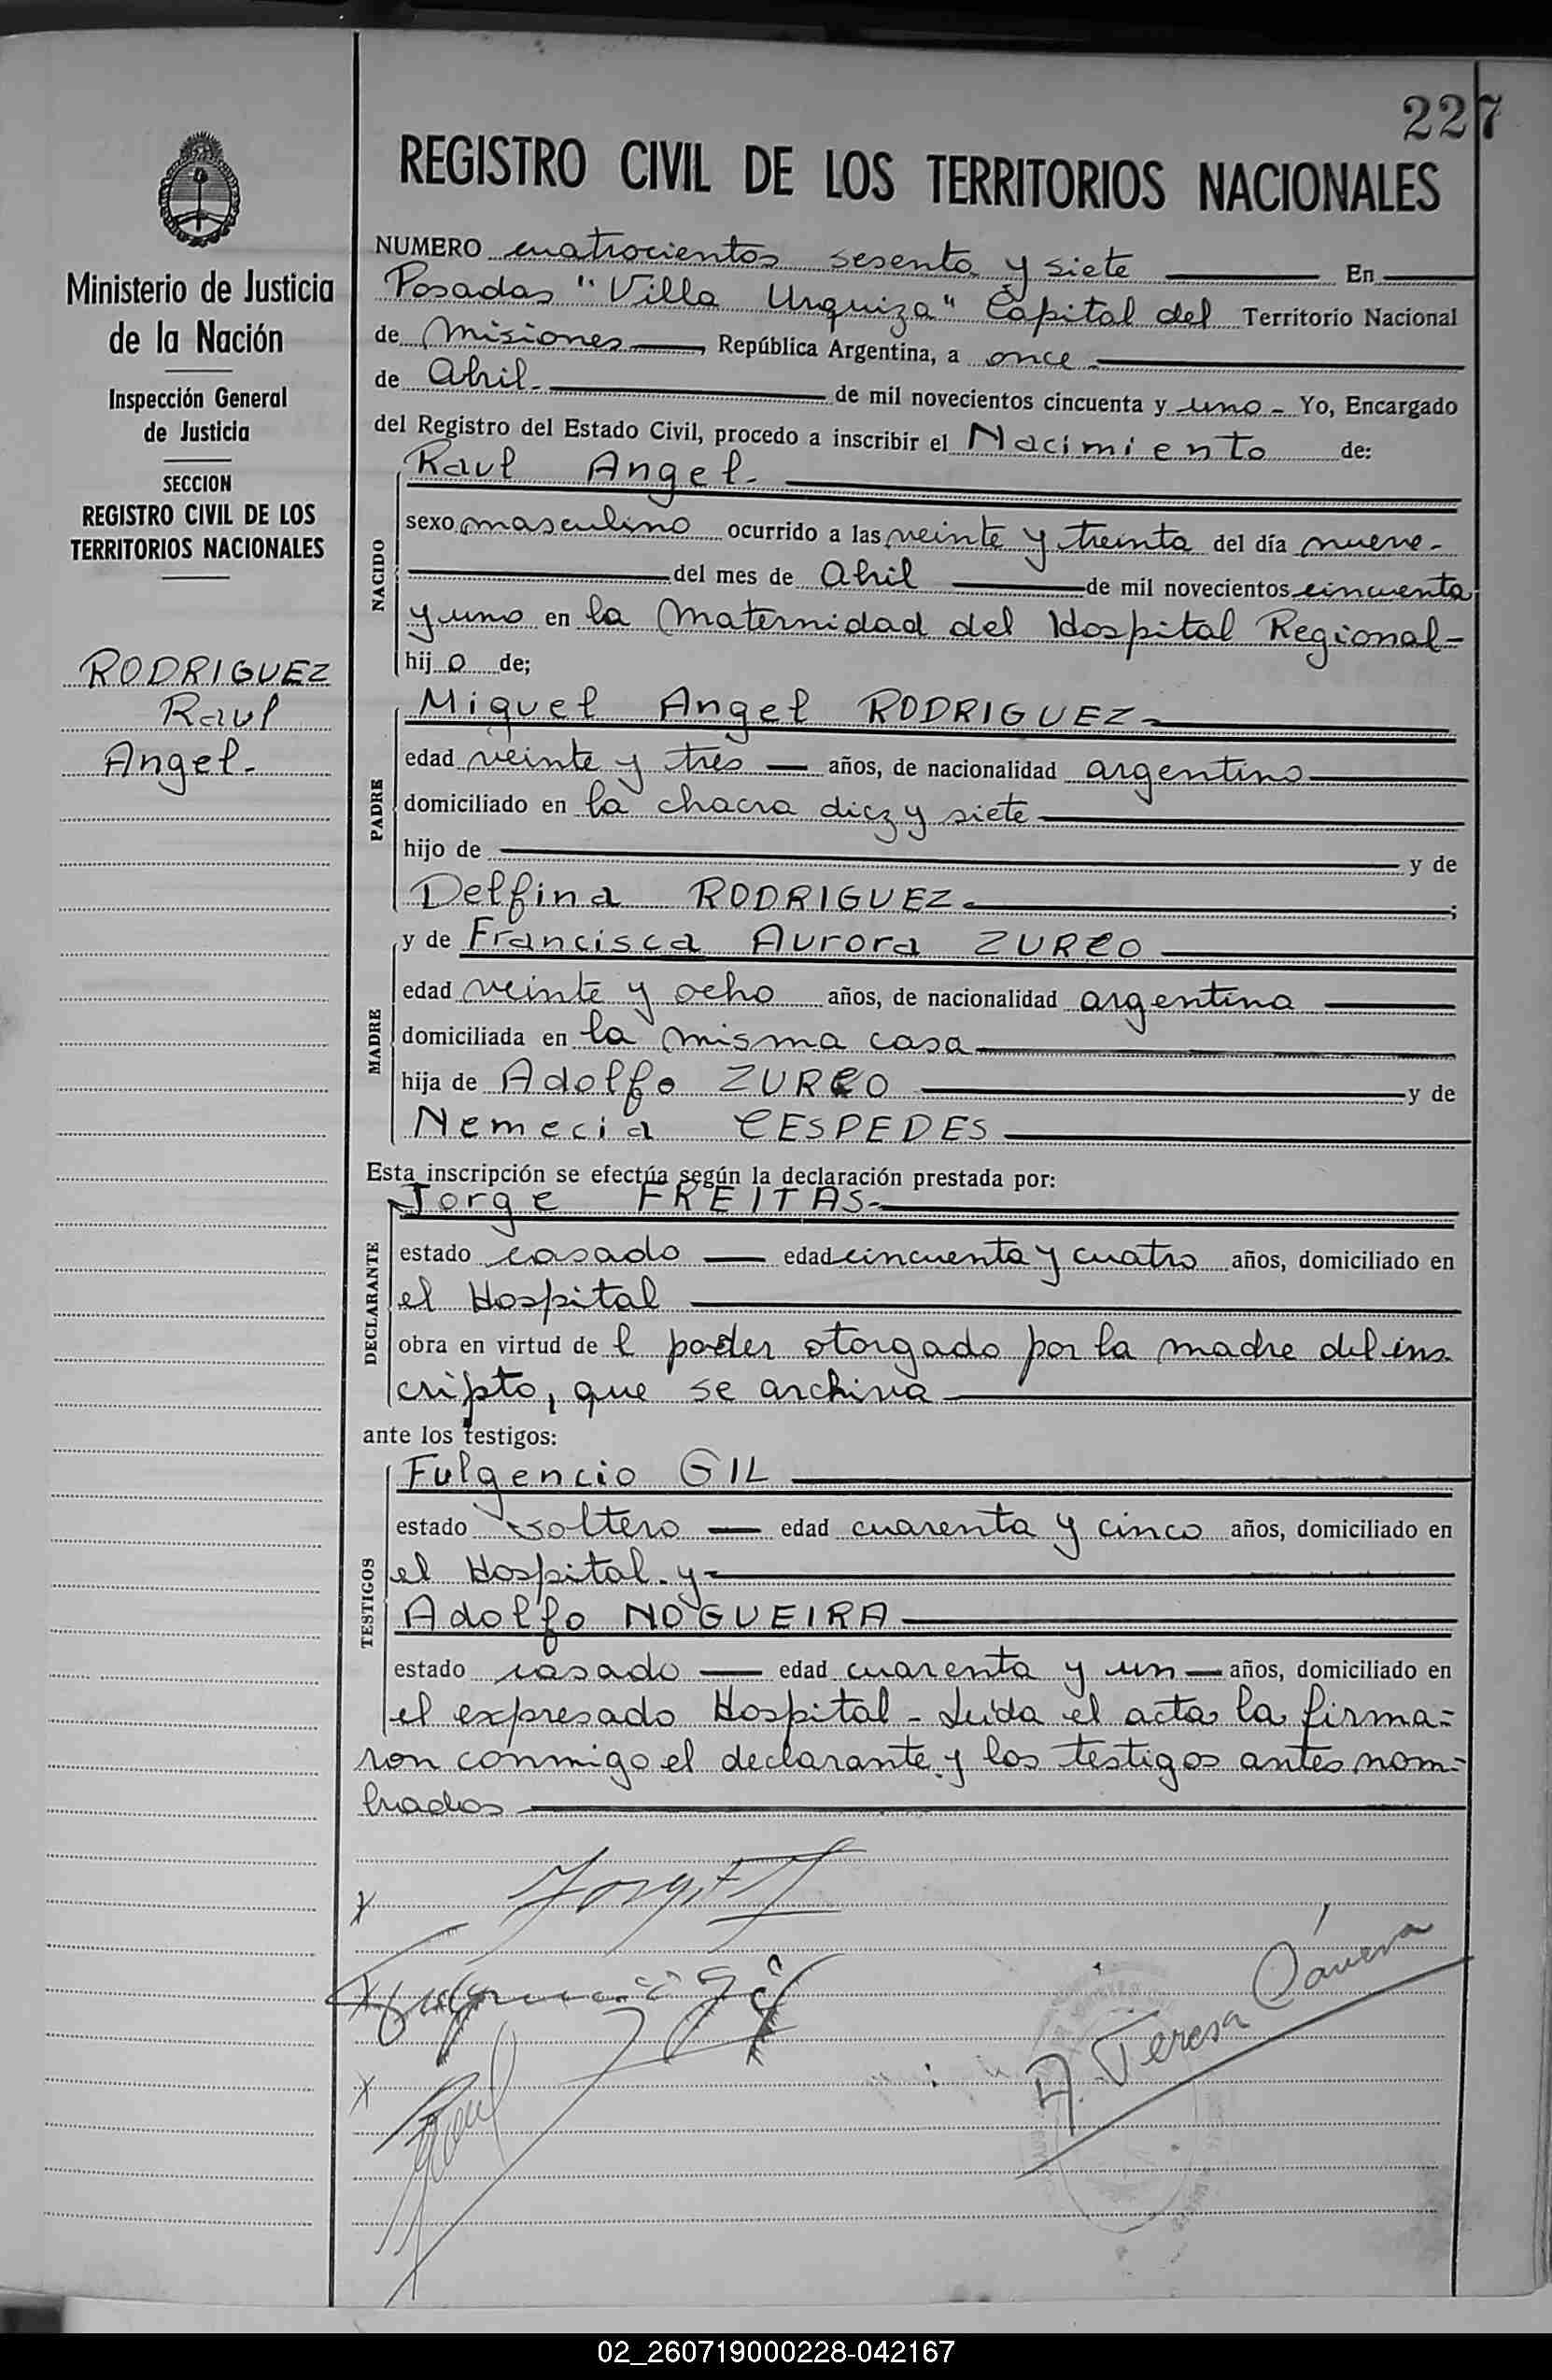 227
REGISTRO CIVIL DE LOS TERRITORIOS NACIONALES
Ministerio de Justicia
de la Nación
Inspección General
de Justicia
SECCION
REGISTRO CIVIL DE LOS
TERRITORIOS NACIONALES
RODRIGUEZ
Raul
Angel.-
NUMERO cuatrocientos sesenta y siete En
Posadas "Villa Urquiza" Capital del Territorio Nacional
de Misiones, República Argentina, a once
de Abril de mil novecientos cincuenta y uno - Yo, Encargado
del Registro del Estado Civil, procedo a inscribir el Nacimiento de:
NACIDO
Raul Angel.-
sexo masculino ocurrido a las veinte y treinta del día nueve-
del mes de Abril de mil novecientos cincuenta
y uno en la Maternidad del Hospital Regional-
hijo de;
PADRE
Miguel Angel RODRIGUEZ-
edad veinte y tres años, de nacionalidad argentino
domiciliado en la chacra diez y siete
hijo de y de
Delfina RODRIGUEZ.-;
MADRE
y de Francisca Aurora ZURCO
edad veinte y ocho años, de nacionalidad argentina
domiciliada en la misma casa
hija de Adolfo ZURCO y de
Nemecia CESPEDES
Esta inscripción se efectúa según la declaración prestada por:
DECLARANTE
Jorge FREITAS-
estado casado edad cincuenta y cuatro años, domiciliado en
el Hospital
obra en virtud de l poder otorgado por la madre del ins
cripto, que se archiva
ante los testigos:
TESTIGOS
Fulgencio GIL
estado soltero edad cuarenta y cinco años, domiciliado en
el Hospital. y-
Adolfo NOGUEIRA
estado casado edad cuarenta y un años, domiciliado en
el expresado Hospital - Leida el acta la firma=
ron conmigo el declarante y los testigos antes nom=
brados
A. Teresa
02_260719000228-042167